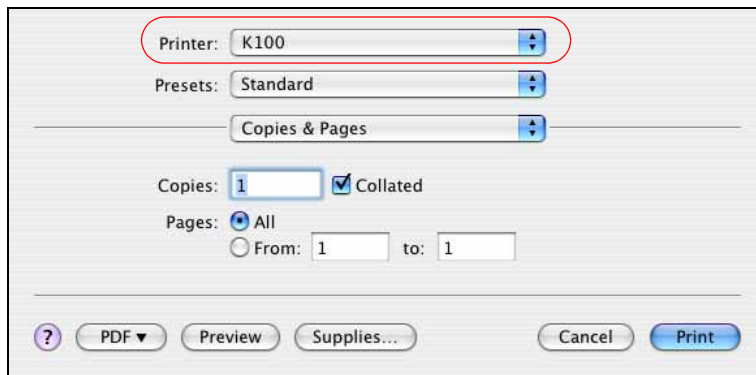 Printer: K100
Presets: Standard
Copies & Pages
Copies: 1 Collated
Pages: All
From: 1 to: 1
? PDF▼ Preview Supplies... Cancel Print